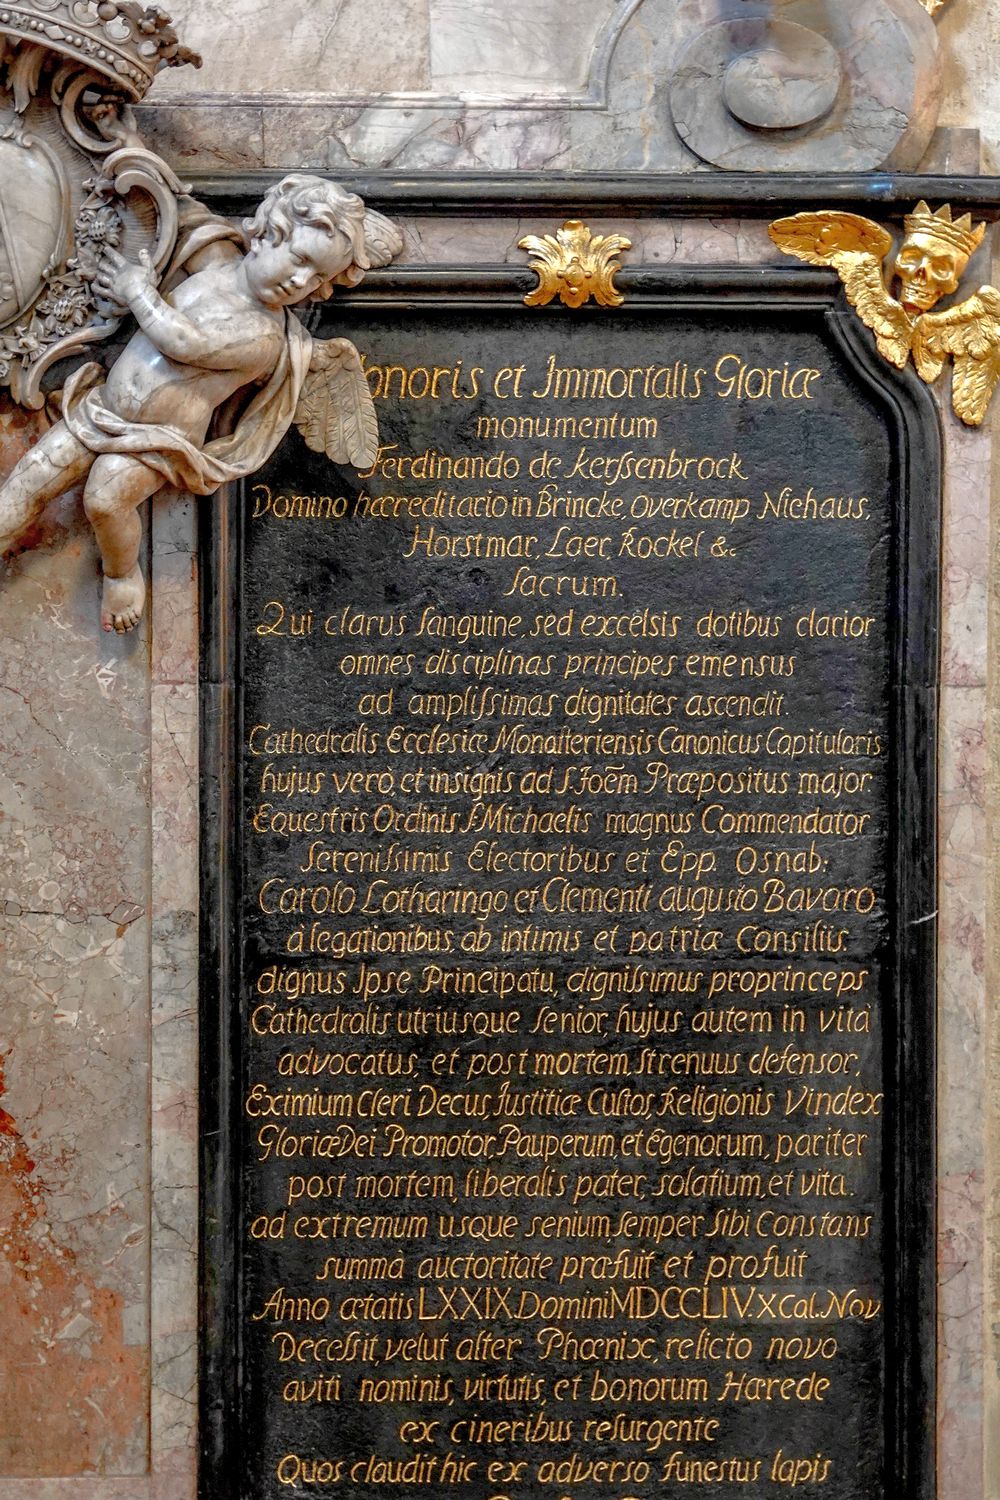 Honoris et Immortalis Gloriæ
monumentum
Ferdinando de Kerſsenbrock
Domino hæreditario in Brincke, Overkamp Niehaus,
Horstmar, Laer, Rockel &c
Sacrum.
Qui clarus ſanguine, sed excelsis dotibus clarior
omnes disciplinas principes emensus
ad ampliſsimas dignitates ascendit.
Cathedralis Ecclesiæ Monaſteriensis Canonicus Capitularis
hujus verò, et insignis ad S. Joēm Præpositus major.
Equestris Ordinis S. Michaelis magnus Commendator
Sereniſsimis Electoribus et Epp. Osnab:
Carolo Lotharingo et Clementi augusto Bavaro
à legationibus, ab intimis et patriæ Consiliis.
dignus Ipse Principatu, digniſsimus proprinceps
Cathedralis utriusque Senior, hujus autem in vità
advocatus, et post mortem, ſtrenuus defensor,
Eximium Cleri Decus, Juſtitiæ Cuſtos, Religionis Vindex
Gloriæ Dei Promotor, Pauperum, et Egenorum, pariter
post mortem, liberalis pater, solatium, et vita.
ad extremum usque senium, ſemper ſibi Constans
summà auctoritate præfuit et profuit
Anno ætatis LXXIX. Domini MDCCLIV. X Cal. Nov
Deceſsit, velut alter Phœnix, relicto novo
aviti nominis, virtutis, et bonorum Hærede
ex cineribus reſurgente
Quos claudit hic ex adverso funestus lapis